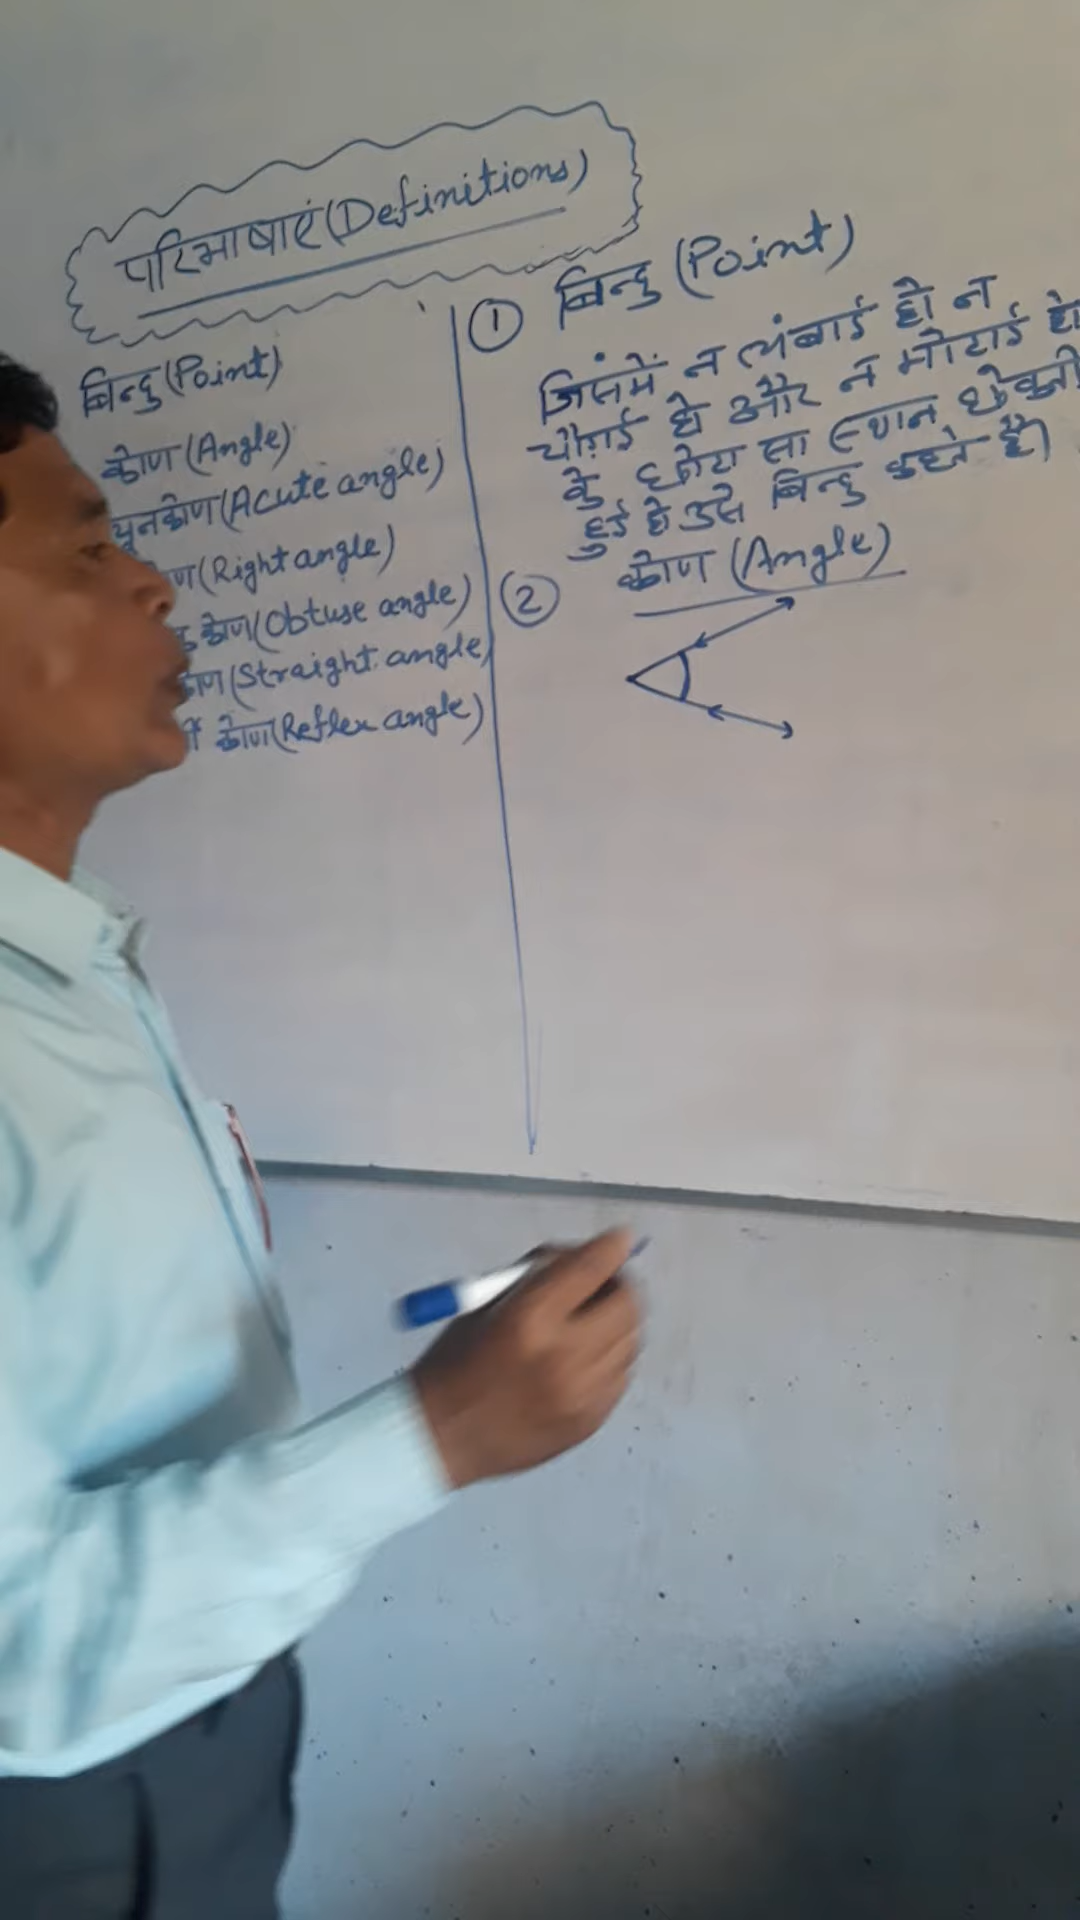 परिभाषाएं (Definitions)
बिन्दु (Point)
कोण (Angle)
यूनकोण (Acute angle)
ण (Right angle)
कोण (Obtuse angle)
कोण (Straight angle)
कोण (Reflex angle)
① बिन्दु (Point)
जिसमें न लंबाई हो न
चौड़ाई हो और न मोटाई हो
के छोटा सा स्थान
हुई हो उसे बिन्दु कहते है।
② कोण (Angle)